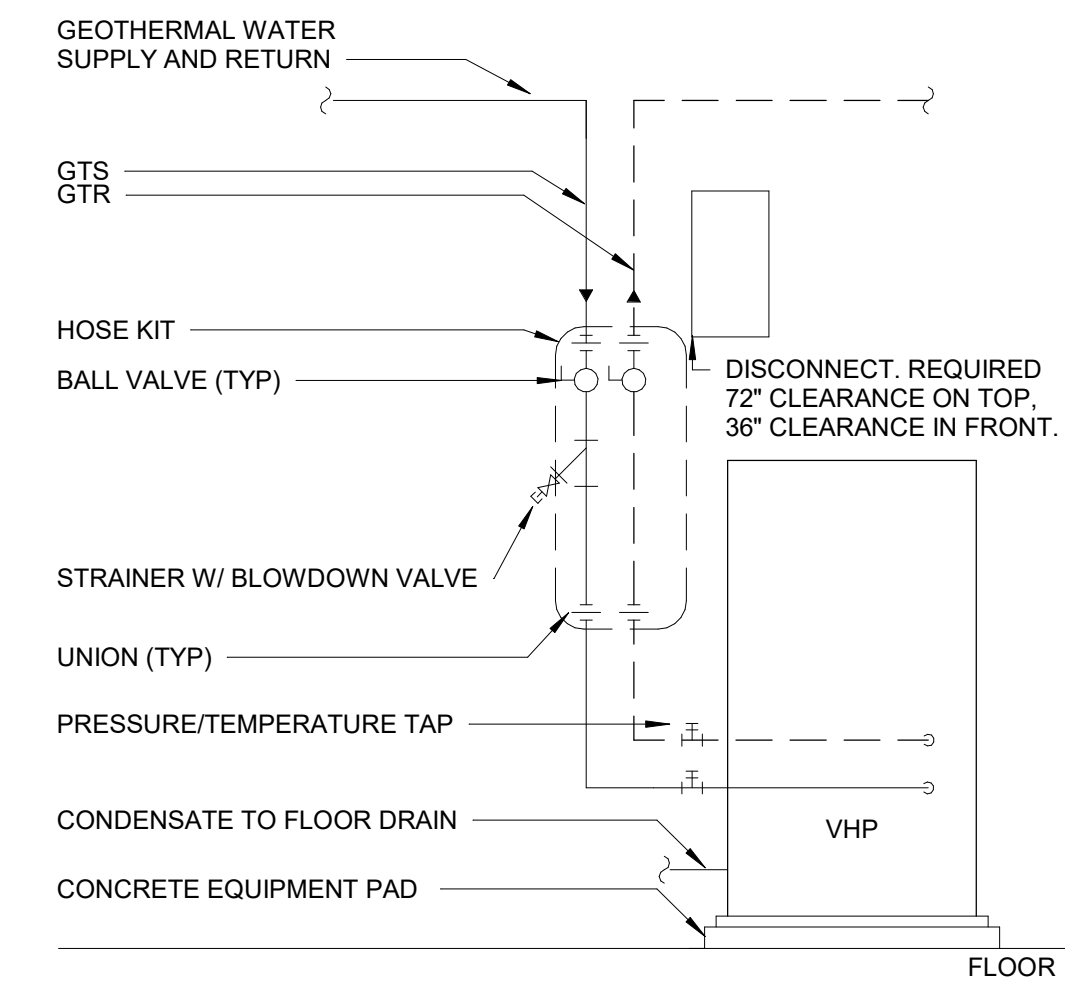 GEOTHERMAL WATER
SUPPLY AND RETURN
GTS
GTR
HOSE KIT
BALL VALVE (TYP)
DISCONNECT. REQUIRED
72" CLEARANCE ON TOP,
36" CLEARANCE IN FRONT.
STRAINER W/ BLOWDOWN VALVE
UNION (TYP)
PRESSURE/TEMPERATURE TAP
CONDENSATE TO FLOOR DRAIN
VHP
CONCRETE EQUIPMENT PAD
FLOOR